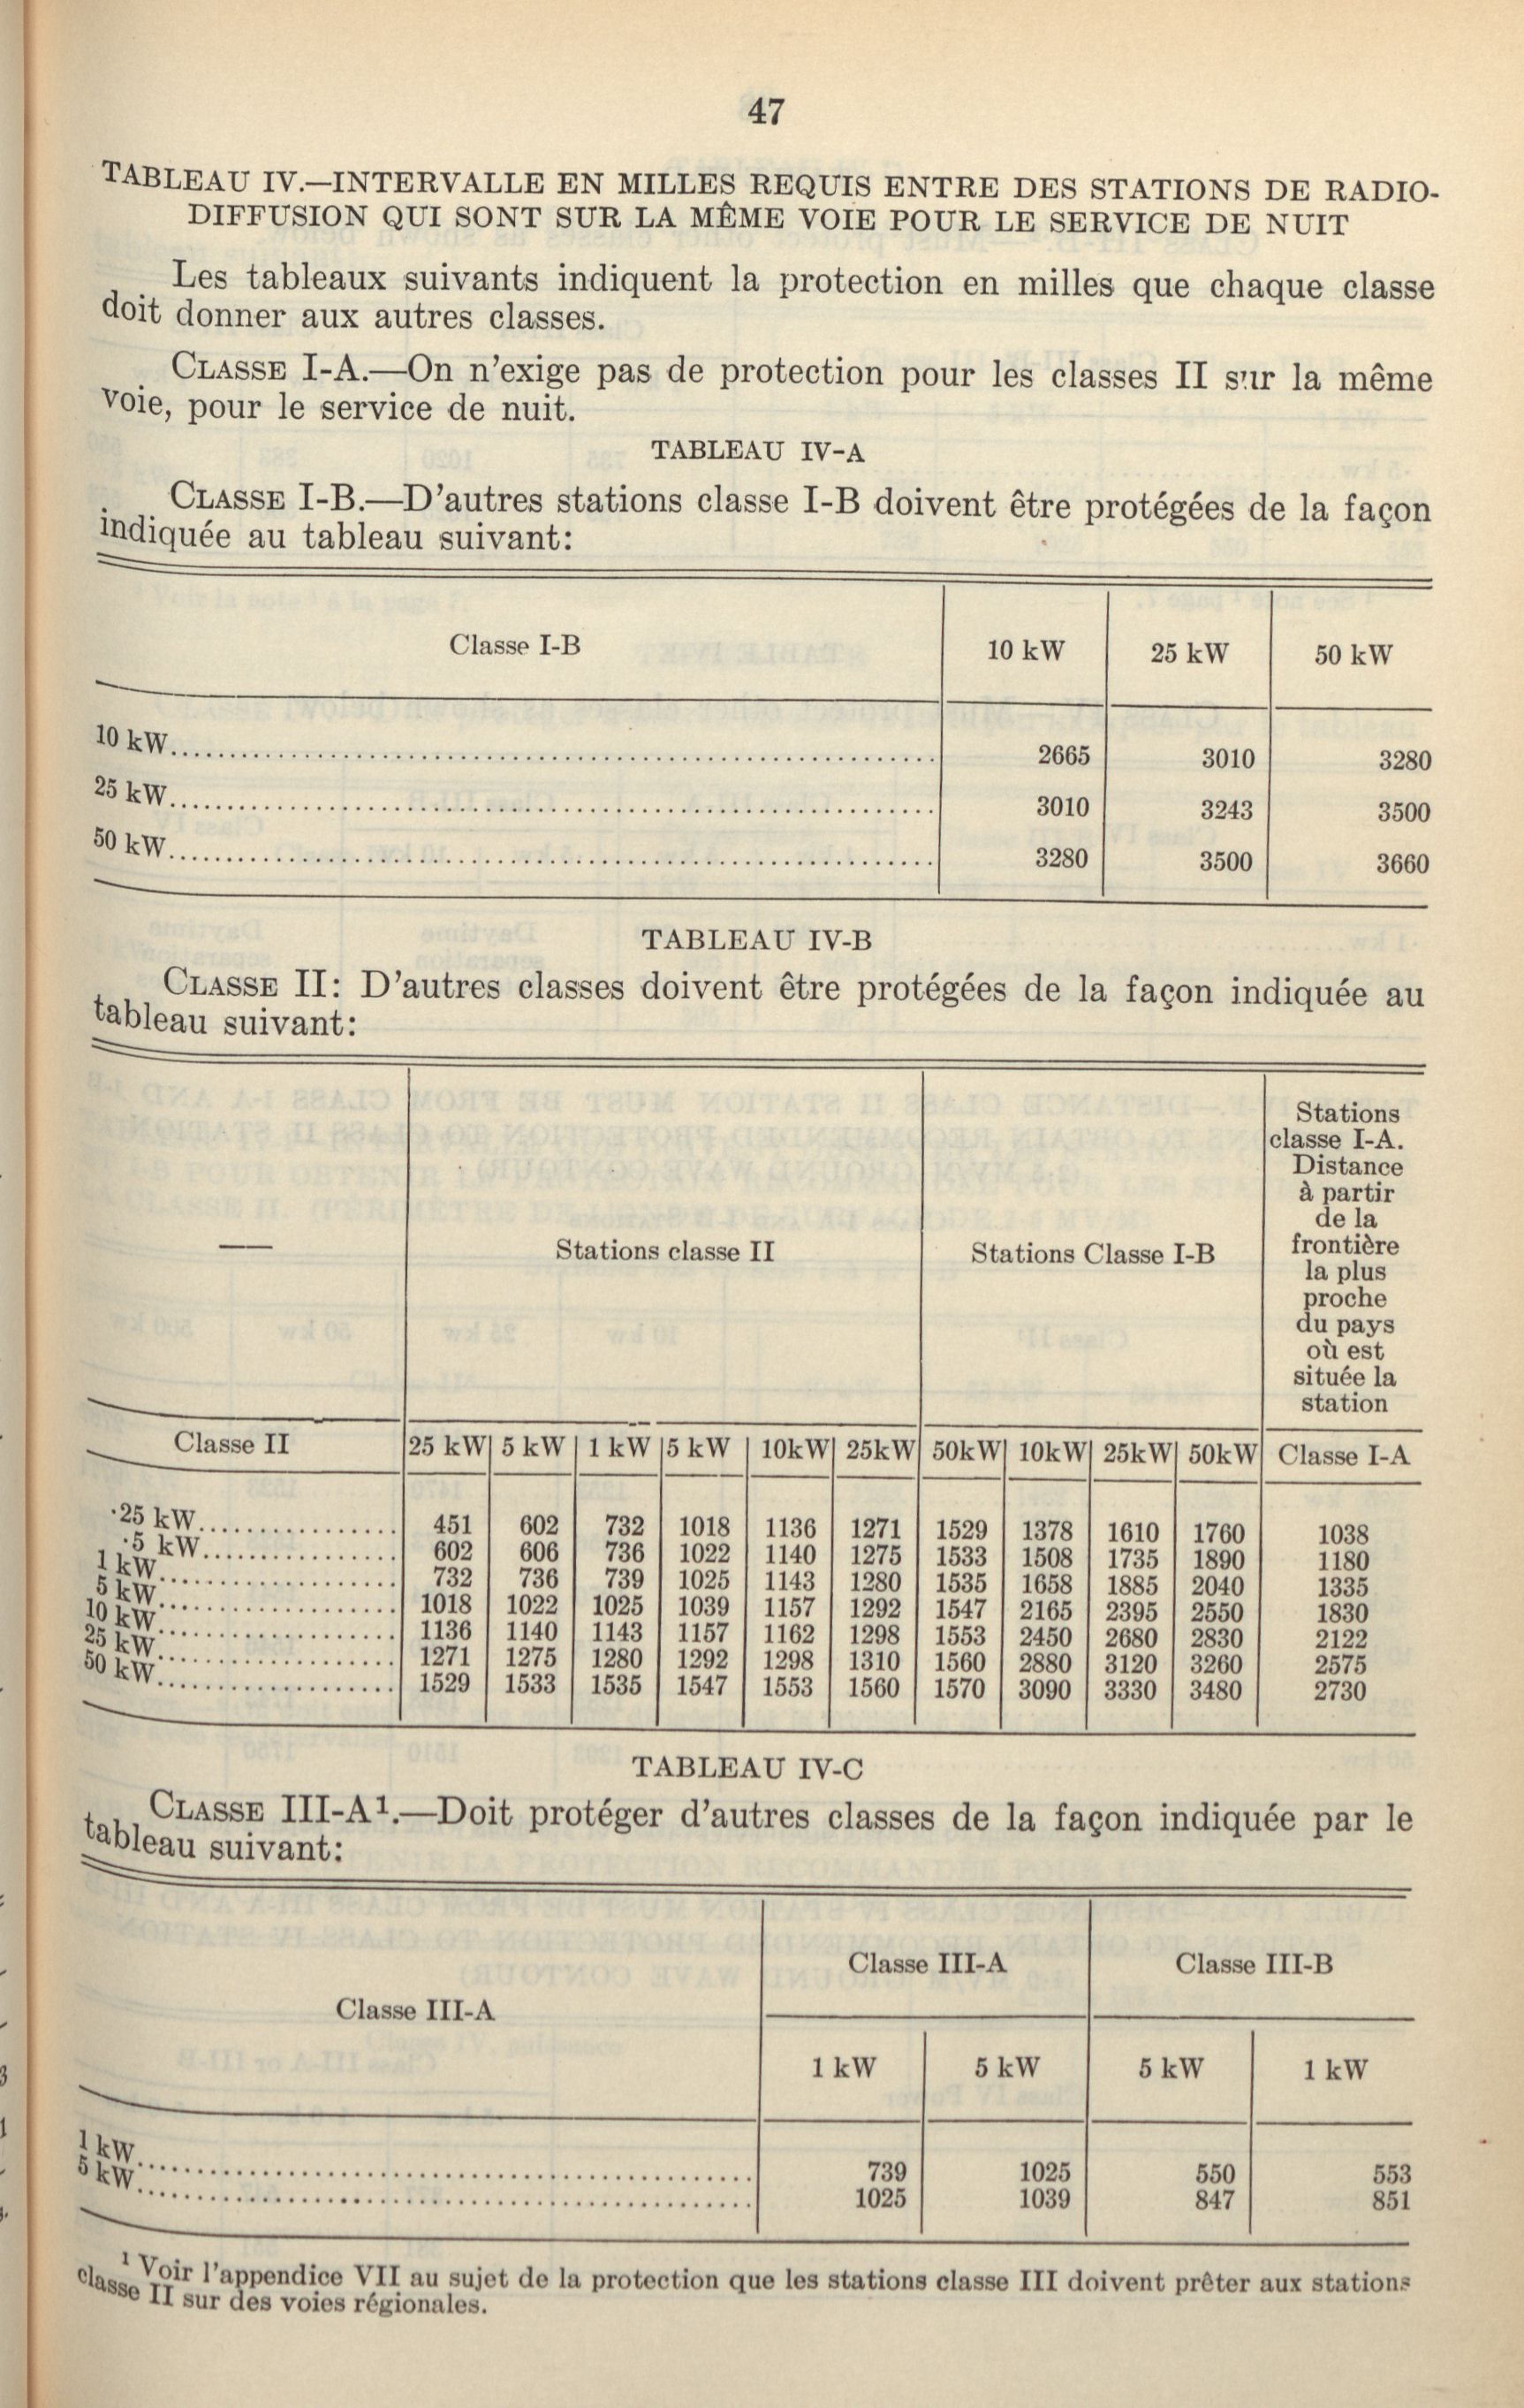 47
TABLEAU IV.—INTERVALLE EN MILLES REQUIS ENTRE DES STATIONS DE RADIO-
DIFFUSION QUI SONT SUR LA MÊME VOIE POUR LE SERVICE DE NUIT
Les tableaux suivants indiquent la protection en milles que chaque classe
doit donner aux autres classes.
CLASSE I-A.—On n'exige pas de protection pour les classes II sur la même
voie, pour le service de nuit.
TABLEAU IV-A
CLASSE I-B.—D'autres stations classe I-B doivent être protégées de la façon
indiquée au tableau suivant:
Classe I-B 10 kW 25 kW 50 kW
10 kW 2665 3010 3280
25 kW 3010 3243 3500
50 kW 3280 3500 3660
TABLEAU IV-B
CLASSE II: D'autres classes doivent être protégées de la façon indiquée au
tableau suivant:
— Stations classe II Stations Classe I-B
Stations
classe I-A.
Distance
à partir
de la
frontière
la plus
proche
du pays
où est
située la
station
Classe II 25 kW 5 kW 1 kW 5 kW 10kW 25kW 50kW 10kW 25kW 50kW Classe I-A
·25 kW 451 602 732 1018 1136 1271 1529 1378 1610 1760 1038
·5 kW 602 606 736 1022 1140 1275 1533 1508 1735 1890 1180
1 kW 732 736 739 1025 1143 1280 1535 1658 1885 2040 1335
5 kW 1018 1022 1025 1039 1157 1292 1547 2165 2395 2550 1830
10 kW 1136 1140 1143 1157 1162 1298 1553 2450 2680 2830 2122
25 kW 1271 1275 1280 1292 1298 1310 1560 2880 3120 3260 2575
50 kW 1529 1533 1535 1547 1553 1560 1570 3090 3330 3480 2730
TABLEAU IV-C
CLASSE III-A¹.—Doit protéger d'autres classes de la façon indiquée par le
tableau suivant:
Classe III-A Classe III-A Classe III-B
1 kW 5 kW 5 kW 1 kW
1 kW 739 1025 550 553
5 kW 1025 1039 847 851
¹ Voir l'appendice VII au sujet de la protection que les stations classe III doivent prêter aux stations
classe II sur des voies régionales.